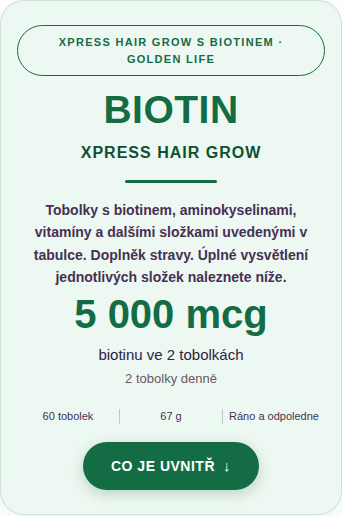 XPRESS HAIR GROW S BIOTINEM ·
GOLDEN LIFE
BIOTIN
XPRESS HAIR GROW
Tobolky s biotinem, aminokyselinami,
vitamíny a dalšími složkami uvedenými v
tabulce. Doplněk stravy. Úplné vysvětlení
jednotlivých složek naleznete níže.
5 000 mcg
biotinu ve 2 tobolkách
2 tobolky denně
60 tobolek
67 g
Ráno a odpoledne
CO JE UVNITŘ ↓